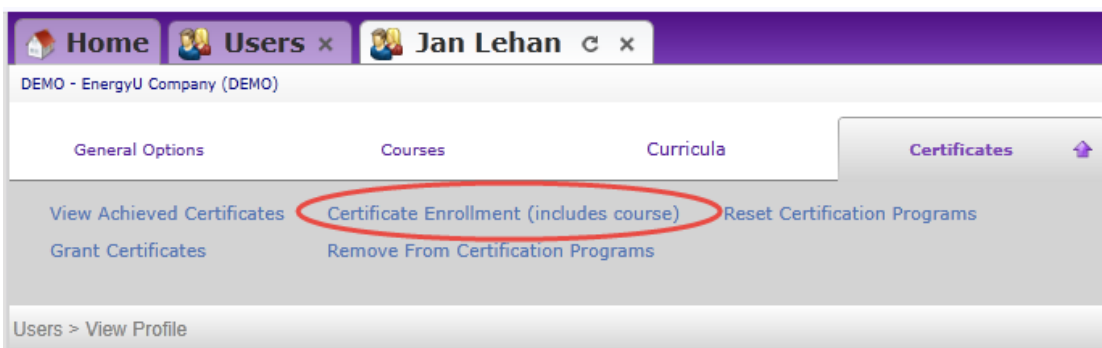 Home Users × Jan Lehan C ×
DEMO - EnergyU Company (DEMO)
General Options Courses Curricula Certificates
View Achieved Certificates Certificate Enrollment (includes course) Reset Certification Programs
Grant Certificates Remove From Certification Programs
Users > View Profile